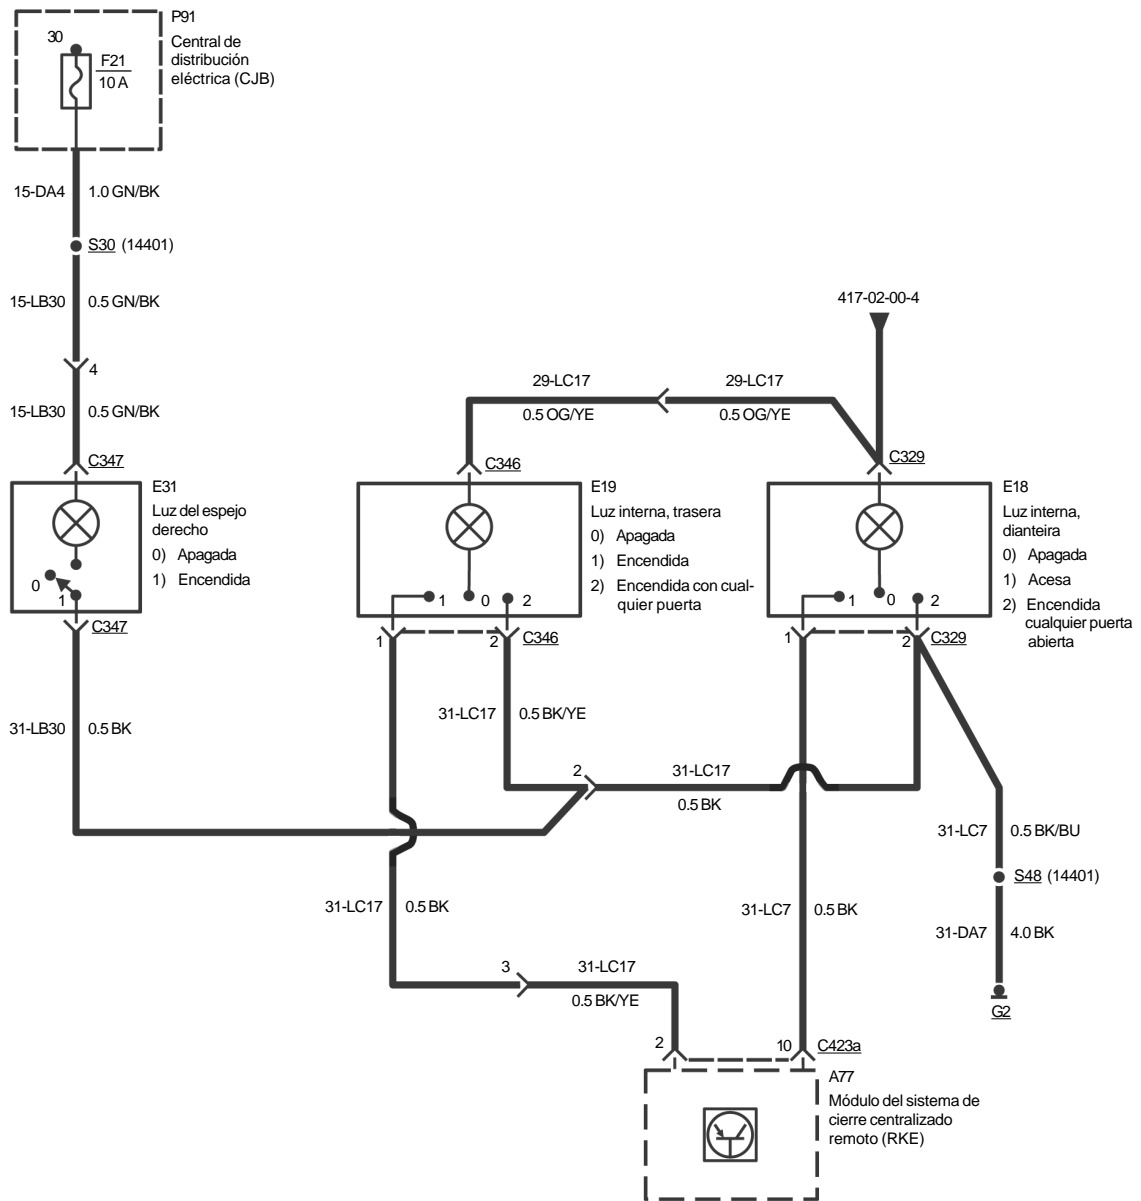 P91
Central de
distribución
eléctrica (CJB)
30
F21
10 A
15-DA4
1.0 GN/BK
S30 (14401)
15-LB30
0.5 GN/BK
4
15-LB30
0.5 GN/BK
C347
E31
Luz del espejo
derecho
0) Apagada
1) Encendida
0
1
C347
31-LB30
0.5 BK
417-02-00-4
29-LC17
0.5 OG/YE
29-LC17
0.5 OG/YE
C346
E19
Luz interna, trasera
0) Apagada
1) Encendida
2) Encendida con cual-
quier puerta
1
0
2
1
2
C346
C329
E18
Luz interna,
dianteira
0) Apagada
1) Acesa
2) Encendida
cualquier puerta
abierta
1
0
2
1
2
C329
31-LC17
0.5 BK/YE
2
31-LC17
0.5 BK
31-LC7
0.5 BK/BU
S48 (14401)
31-LC17
0.5 BK
31-LC7
0.5 BK
31-DA7
4.0 BK
G2
3
31-LC17
0.5 BK/YE
2
10
C423a
A77
Módulo del sistema de
cierre centralizado
remoto (RKE)